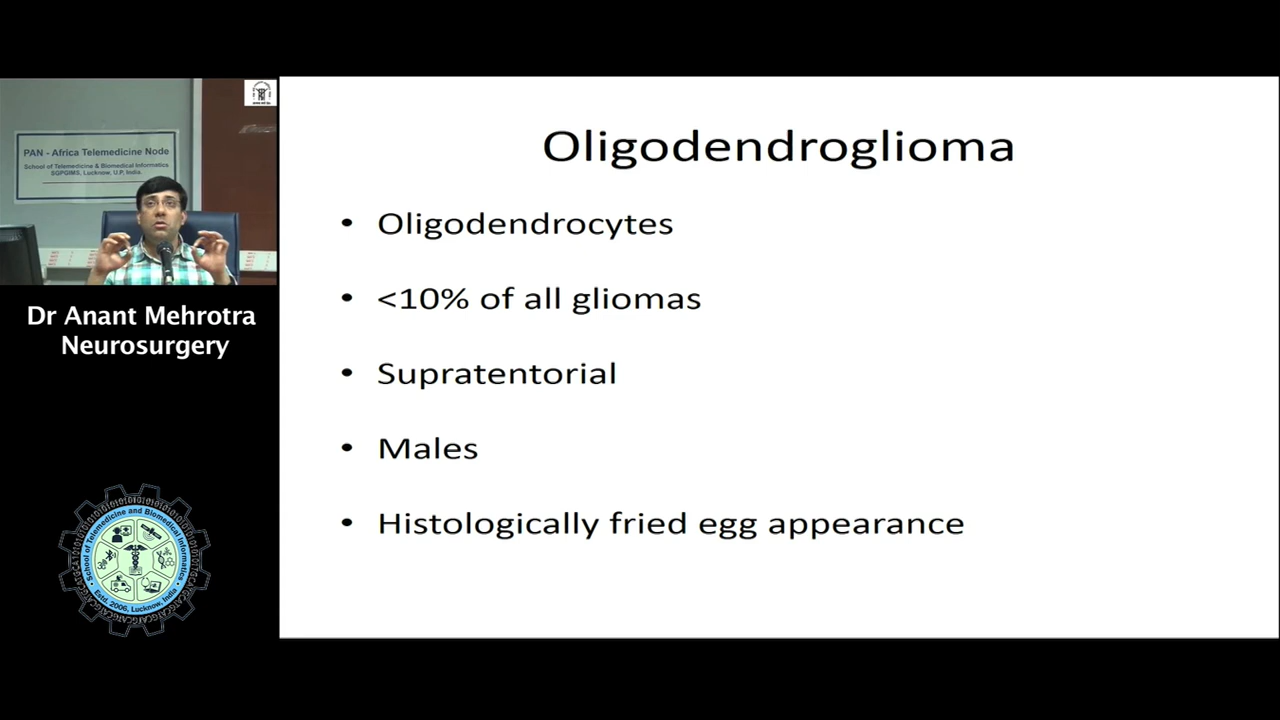 PAN - Africa Telemedicine Node
School of Telemedicine & Biomedical Informatics
SGPGIMS, Lucknow. U.P. India.
Dr Anant Mehrotra
Neurosurgery
School of Telemedicine and Biomedical Informatics
Estd. 2006, Lucknow, India
Oligodendroglioma
• Oligodendrocytes
• <10% of all gliomas
• Supratentorial
• Males
• Histologically fried egg appearance